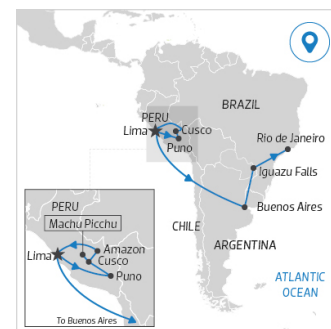 BRAZIL
PERU
Lima
Cusco
Puno
Rio de Janeiro
Iguazu Falls
Buenos Aires
CHILE
ARGENTINA
ATLANTIC
OCEAN
PERU
Machu Picchu
Lima
Amazon
Cusco
Puno
To Buenos Aires